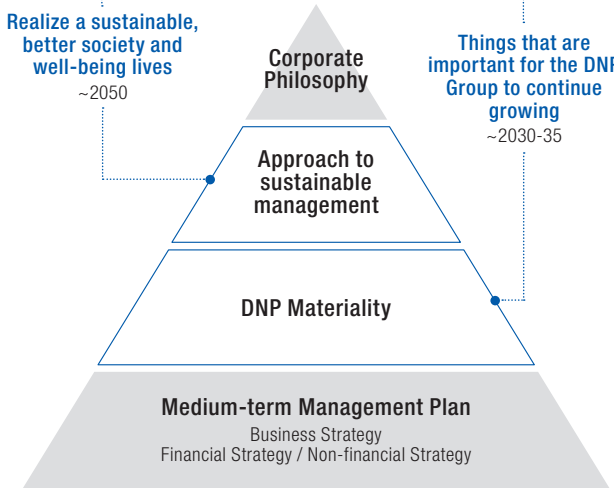 Realize a sustainable,
better society and
well-being lives
~2050
Things that are
important for the DNP
Group to continue
growing
~2030-35
Corporate
Philosophy
Approach to
sustainable
management
DNP Materiality
Medium-term Management Plan
Business Strategy
Financial Strategy / Non-financial Strategy